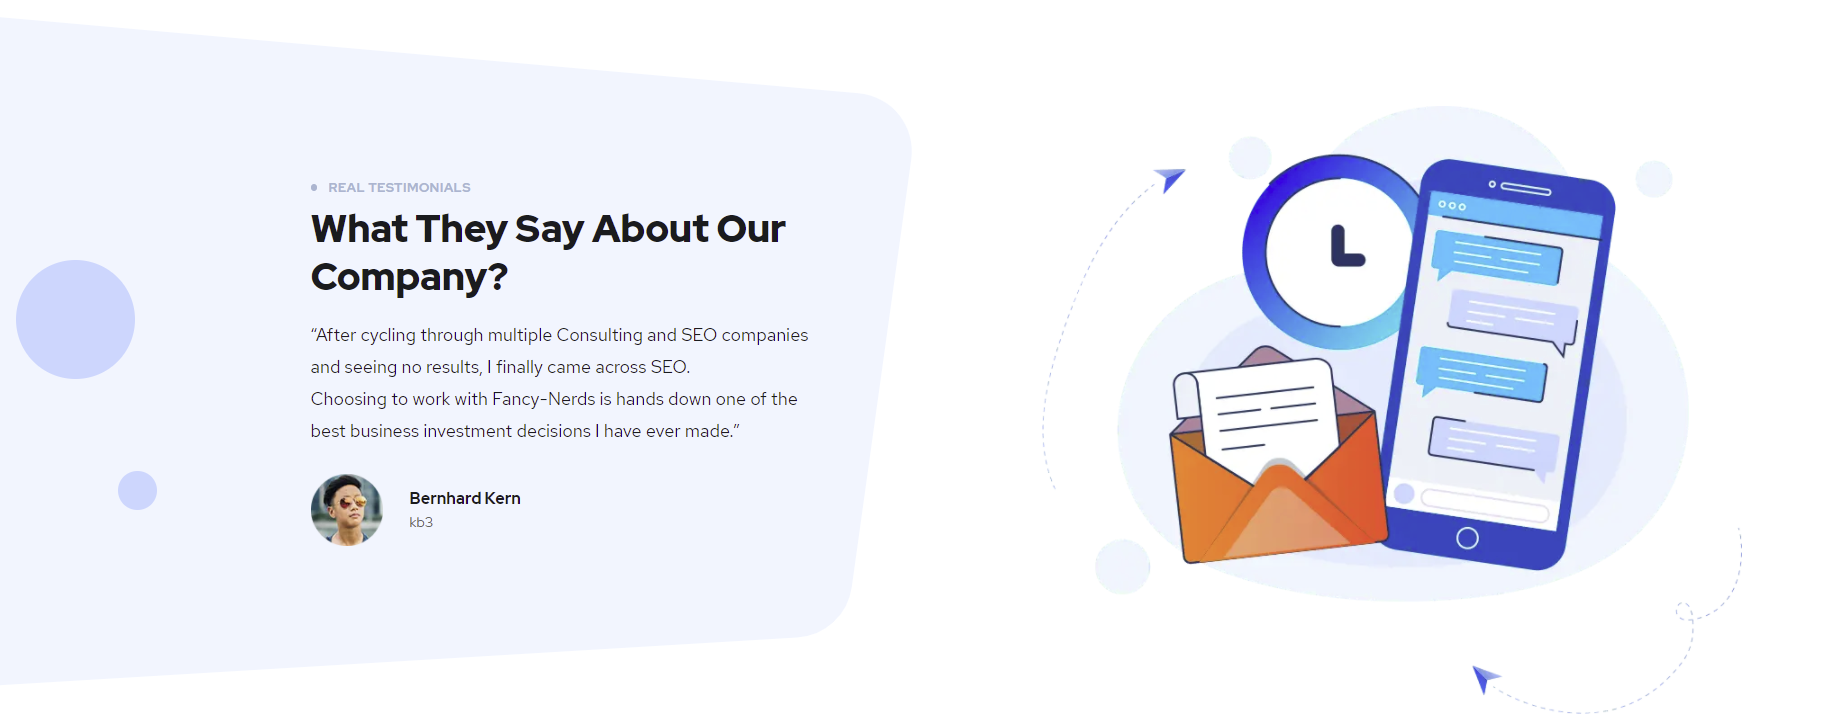 REAL TESTIMONIALS
What They Say About Our
Company?
“After cycling through multiple Consulting and SEO companies
and seeing no results, I finally came across SEO.
Choosing to work with Fancy-Nerds is hands down one of the
best business investment decisions I have ever made.”
Bernhard Kern
kb3